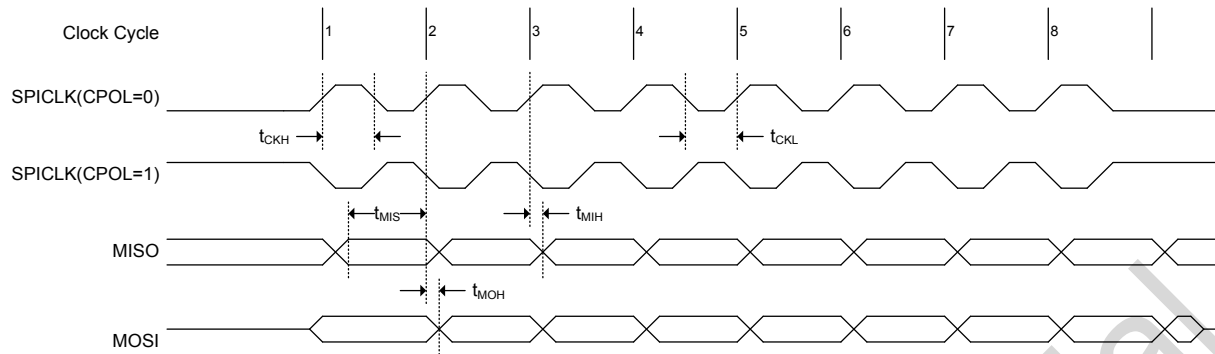 Clock Cycle 1 2 3 4 5 6 7 8
SPICLK(CPOL=0)
tCKH tCKL
SPICLK(CPOL=1)
tMIS tMIH
MISO
tMOH
MOSI